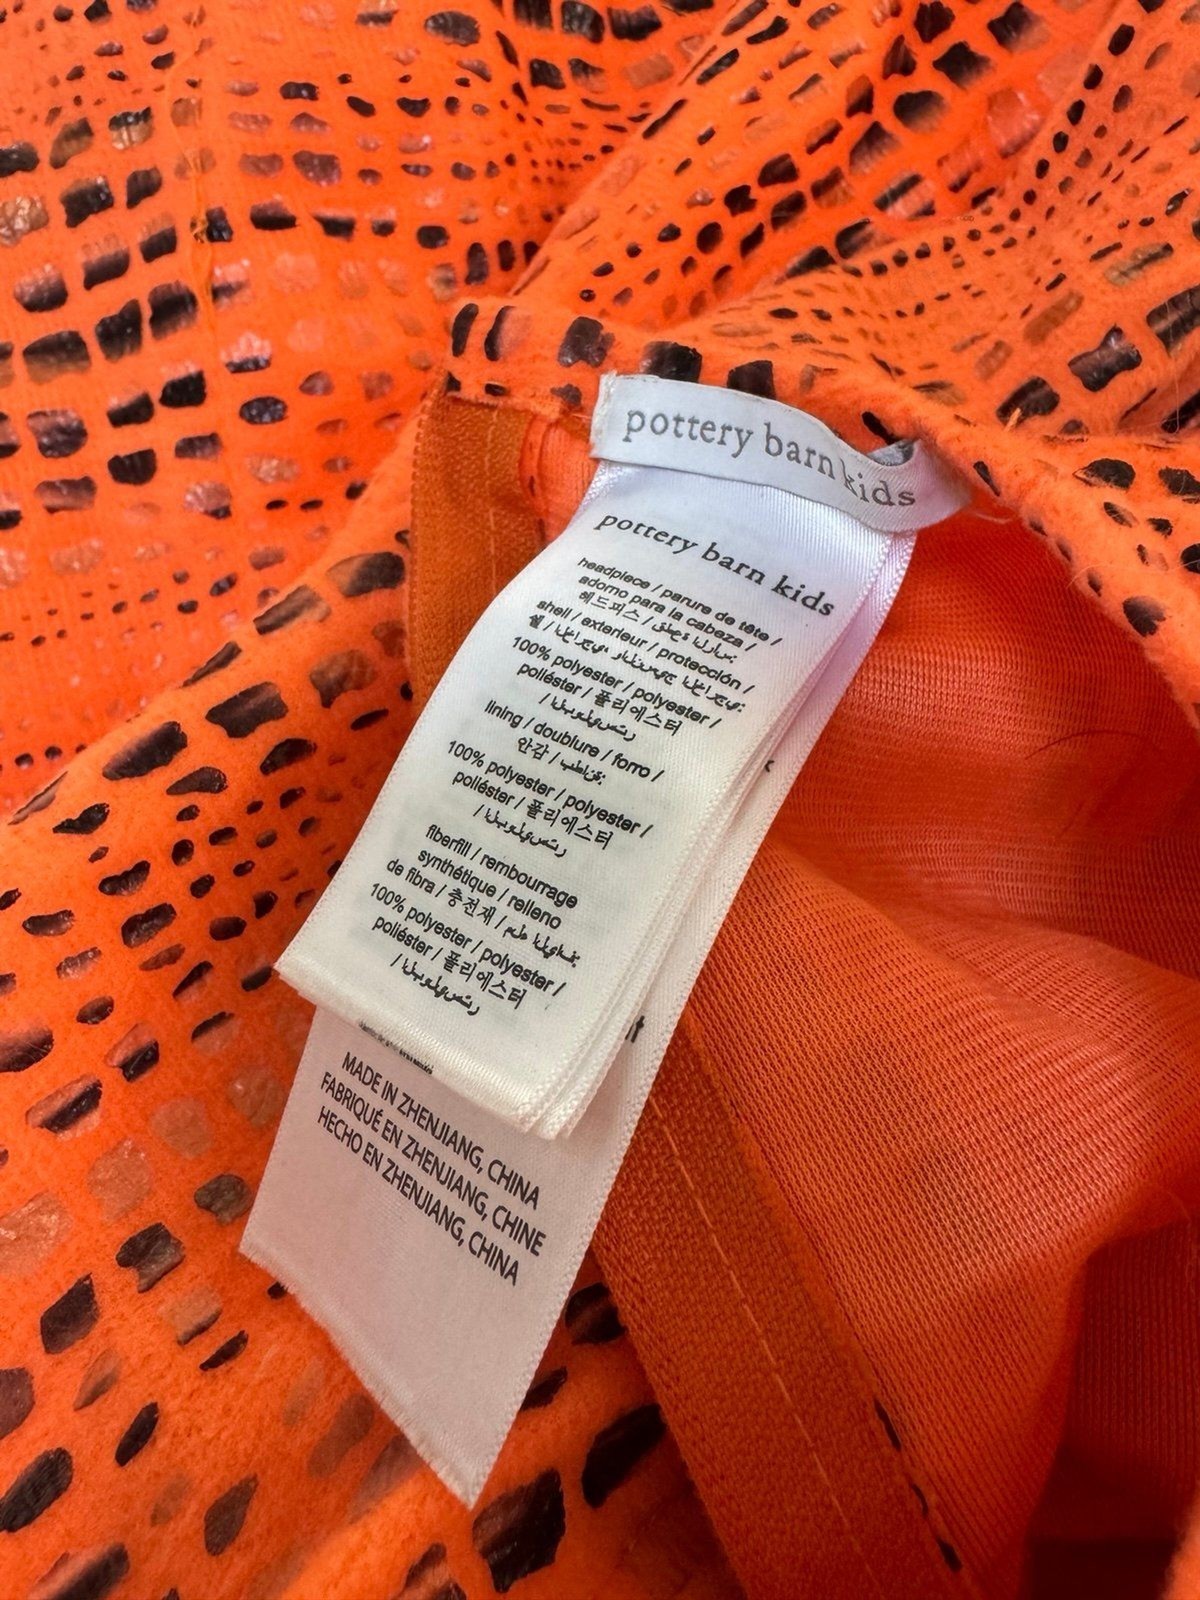 pottery barn kids
pottery barn kids
headpiece / parure de tête /
adorno para la cabeza /
헤드피스 /
shell / exterieur / protección /
쉘 /
100% polyester / polyester /
poliéster / 폴리에스터
/
lining / doublure / forro /
안감 /
100% polyester / polyester /
poliéster / 폴리에스터
/
fiberfill / rembourrage
synthétique / relleno
de fibra / 충전재 /
100% polyester / polyester /
poliéster / 폴리에스터
/
MADE IN ZHENJIANG, CHINA
FABRIQUÉ EN ZHENJIANG, CHINE
HECHO EN ZHENJIANG, CHINA